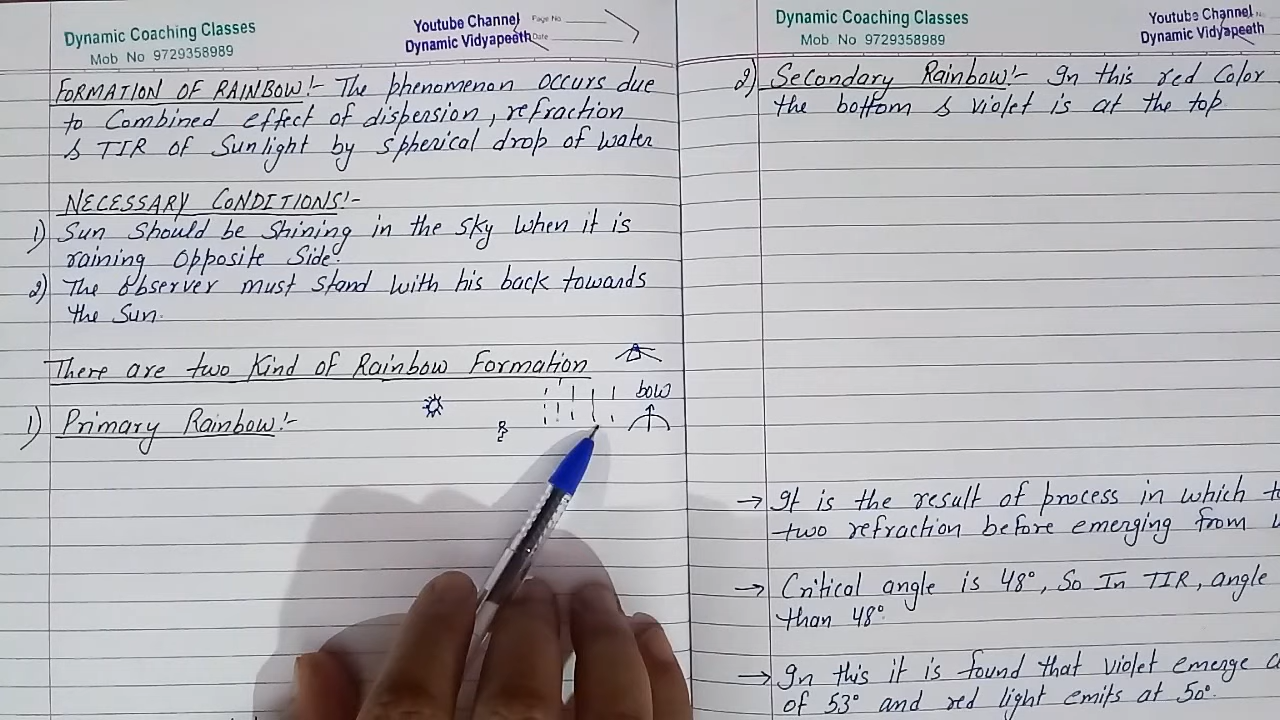 Dynamic Coaching Classes
Mob No 9729358989
Youtube Channel
Dynamic Vidyapeeth
Page No
Date
FORMATION OF RAINBOW:- The phenomenon occurs due
to Combined effect of dispension, refraction
& TIR of Sunlight by spherical drop of water
NECESSARY CONDITIONS:-
1) Sun should be shining in the sky when it is
raining opposite side.
2) The observer must stand with his back towards
the Sun.
There are two Kind of Rainbow Formation
bow
1) Primary Rainbow:-
Dynamic Coaching Classes
Mob No 9729358989
Youtube Channel
Dynamic Vidyapeeth
2) Secondary Rainbow:- In this red Color
the bottom & violet is at the top
→ It is the result of process in which
two refraction before emerging from
→ Critical angle is 48°, So In TIR, angle
than 48°.
→ In this it is found that violet emerge
of 53° and red light emits at 50°.